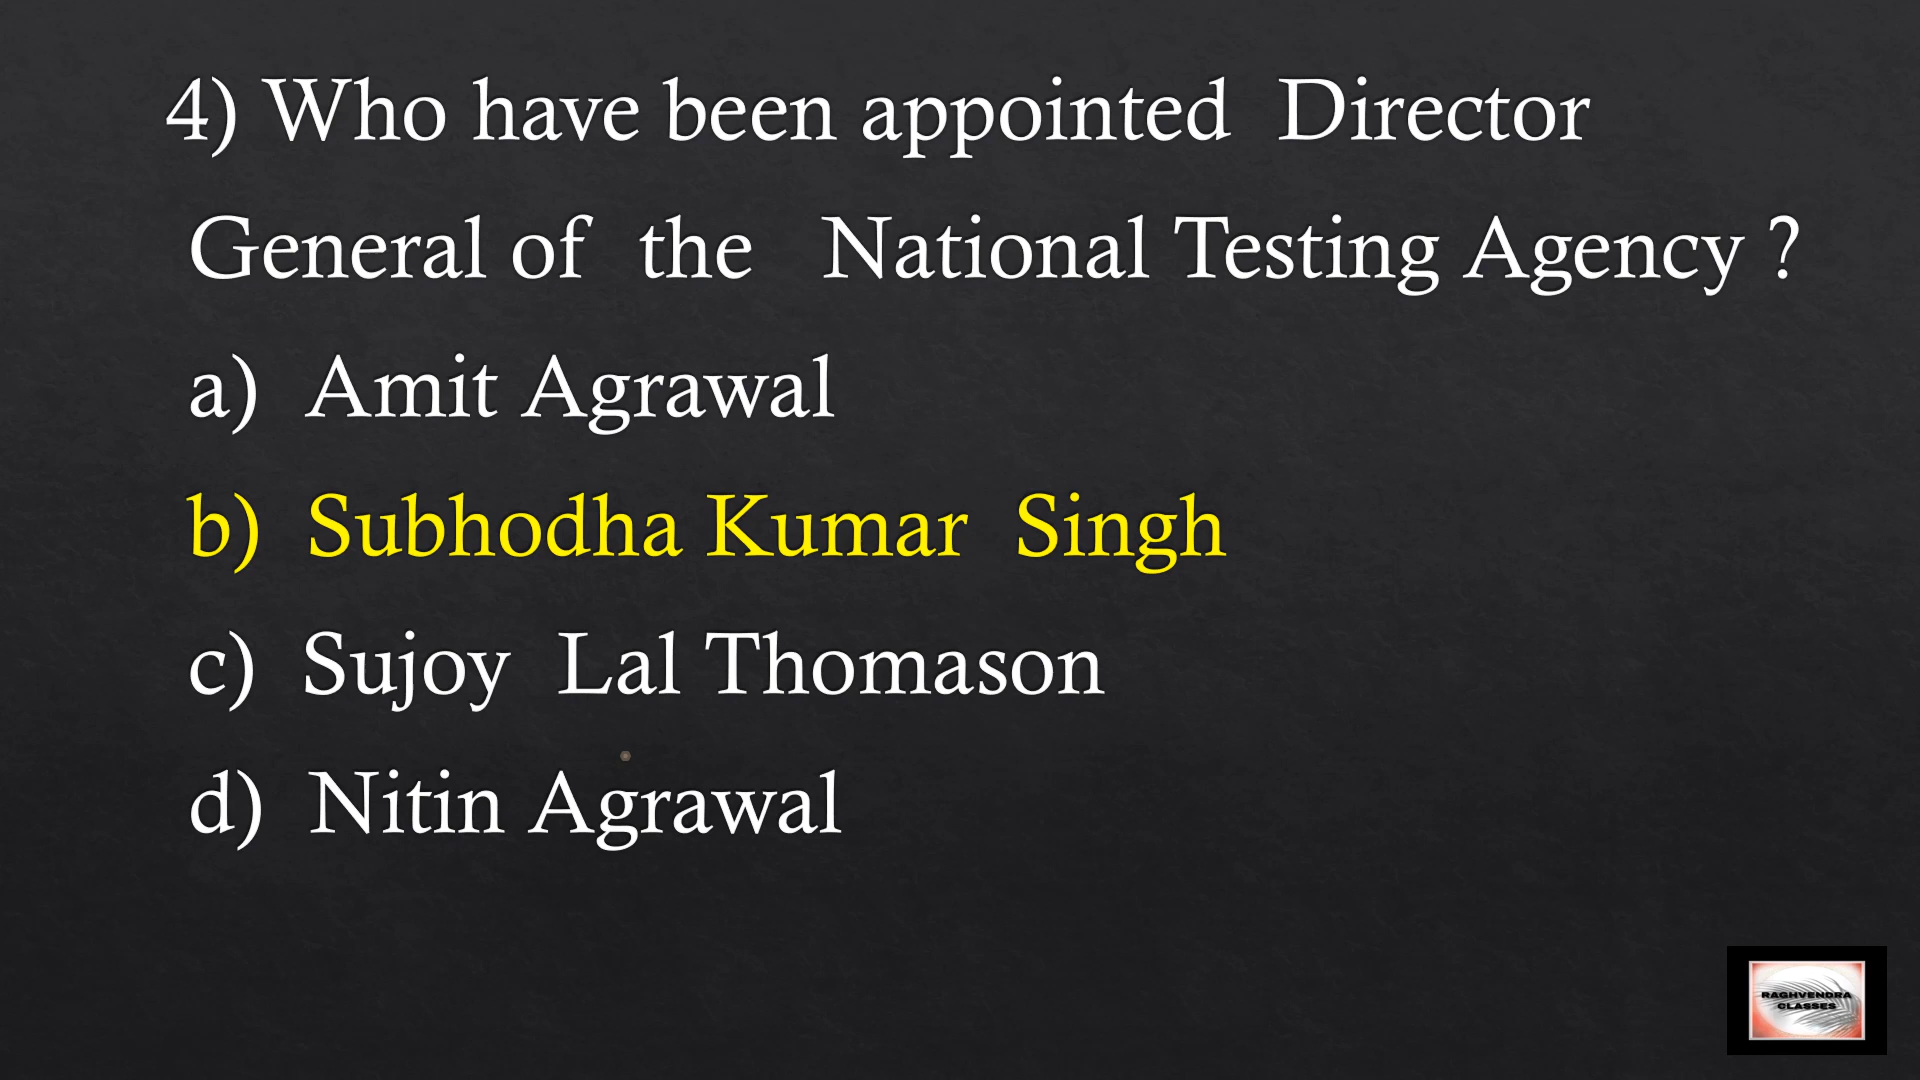 4) Who have been appointed Director
General of the National Testing Agency ?
a) Amit Agrawal
b) Subhodha Kumar Singh
c) Sujoy Lal Thomason
d) Nitin Agrawal
RAGHVENDRA
CLASSES